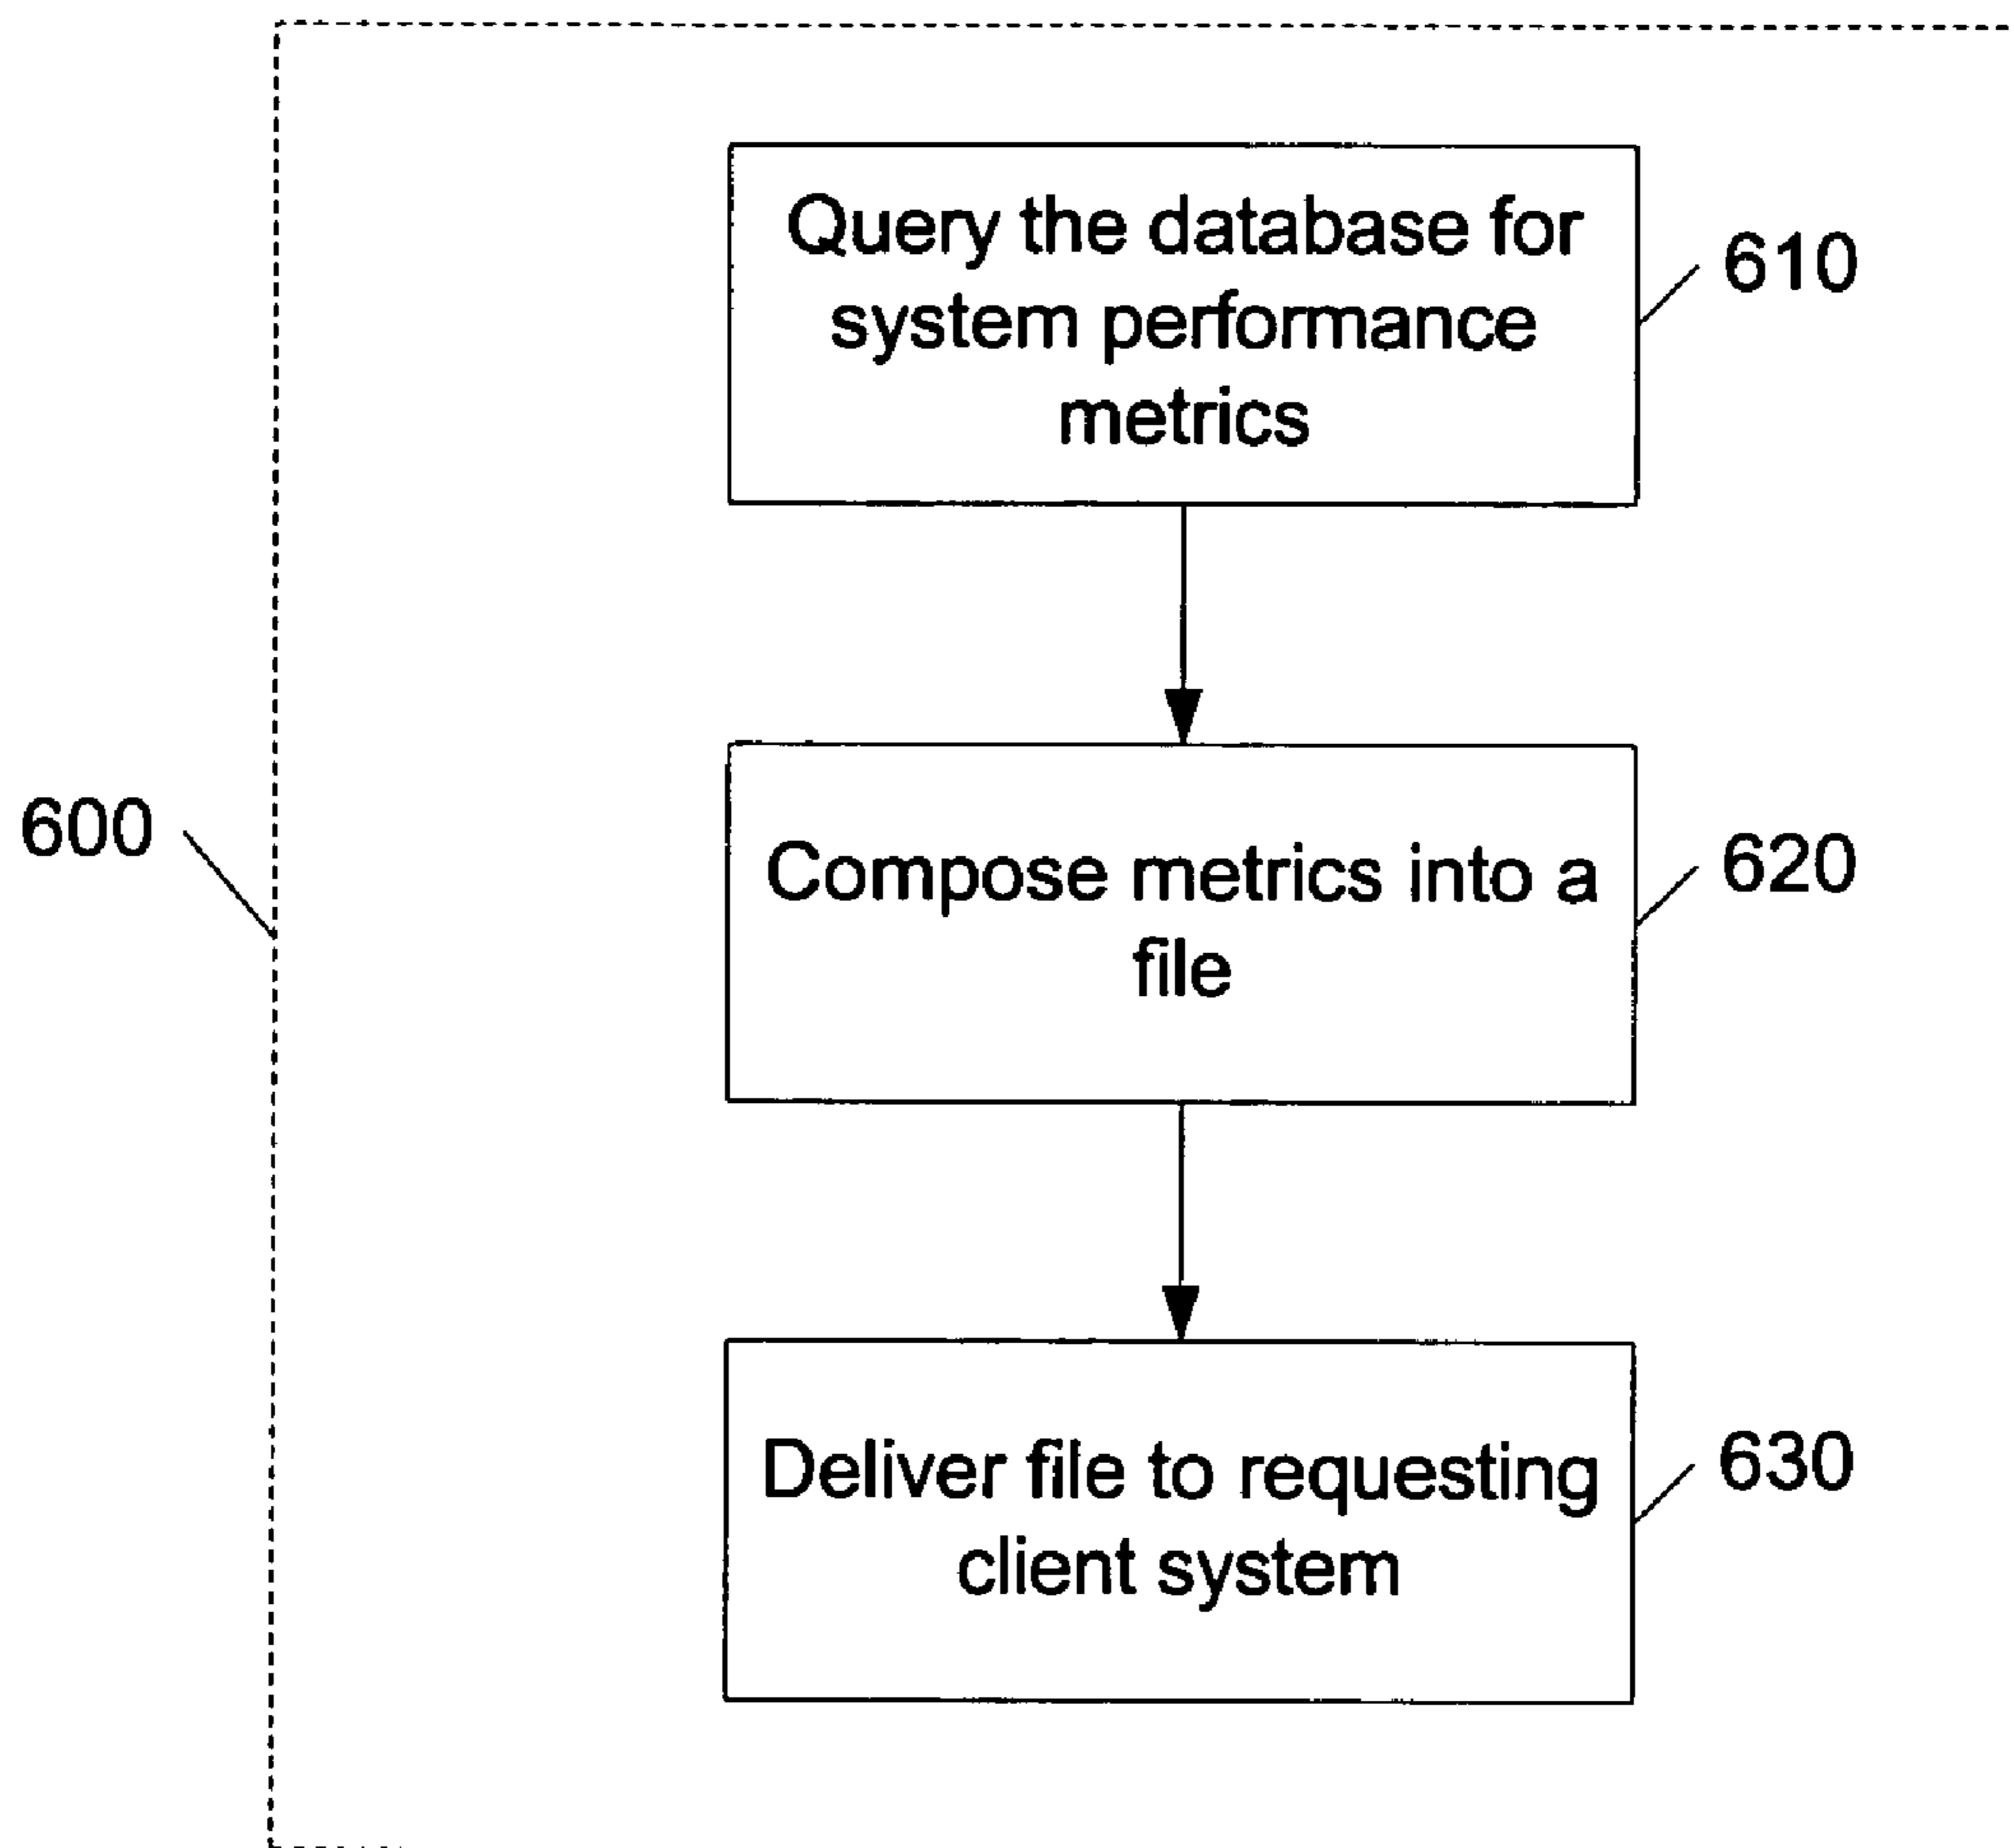 Query the database for
system performance
metrics
610
600
Compose metrics into a
file
620
Deliver file to requesting
client system
630